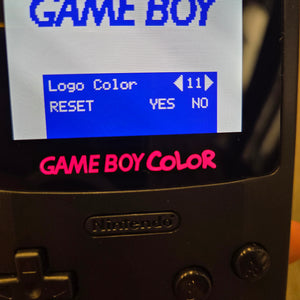 GAME BOY
Logo Color ◀11▶
RESET YES NO
GAME BOY COLOR
Nintendo